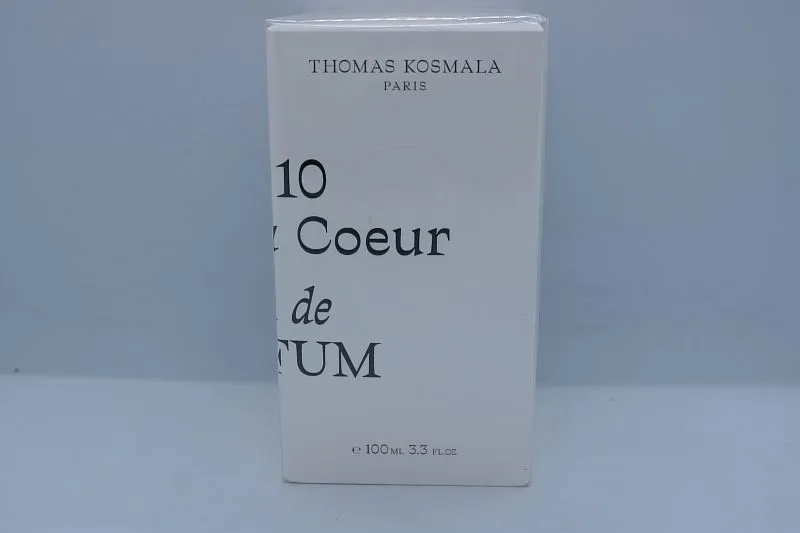 THOMAS KOSMALA
PARIS
10
Coeur
de
FUM
℮ 100ML 3.3 FL.OZ